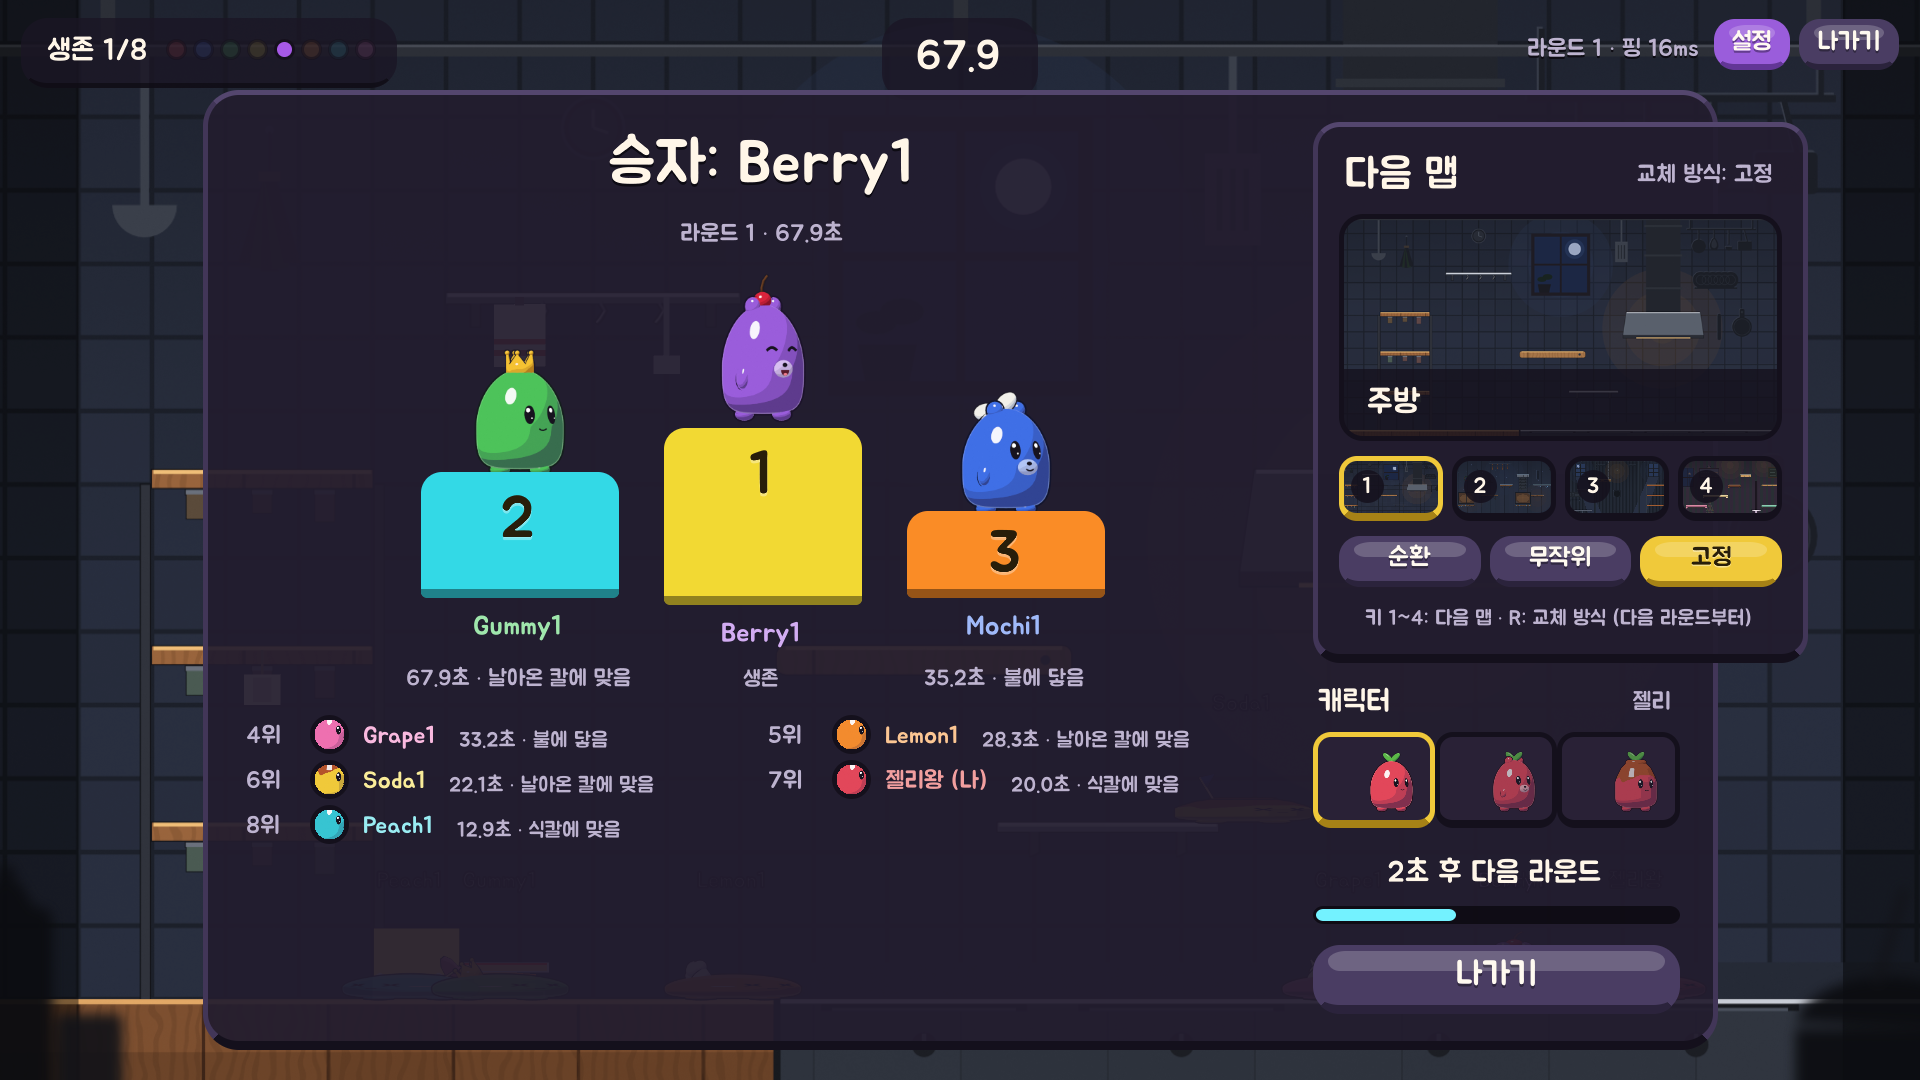 생존 1/8
67.9
라운드 1 · 핑 16ms
설정
나가기
승자: Berry1
라운드 1 · 67.9초
1
2
3
Gummy1
Berry1
Mochi1
67.9초 · 날아온 칼에 맞음
생존
35.2초 · 불에 닿음
4위 Grape1 33.2초 · 불에 닿음
5위 Lemon1 28.3초 · 날아온 칼에 맞음
6위 Soda1 22.1초 · 날아온 칼에 맞음
7위 젤리왕 (나) 20.0초 · 식칼에 맞음
8위 Peach1 12.9초 · 식칼에 맞음
다음 맵
교체 방식: 고정
주방
1
2
3
4
순환
무작위
고정
키 1~4: 다음 맵 · R: 교체 방식 (다음 라운드부터)
캐릭터
젤리
2초 후 다음 라운드
나가기